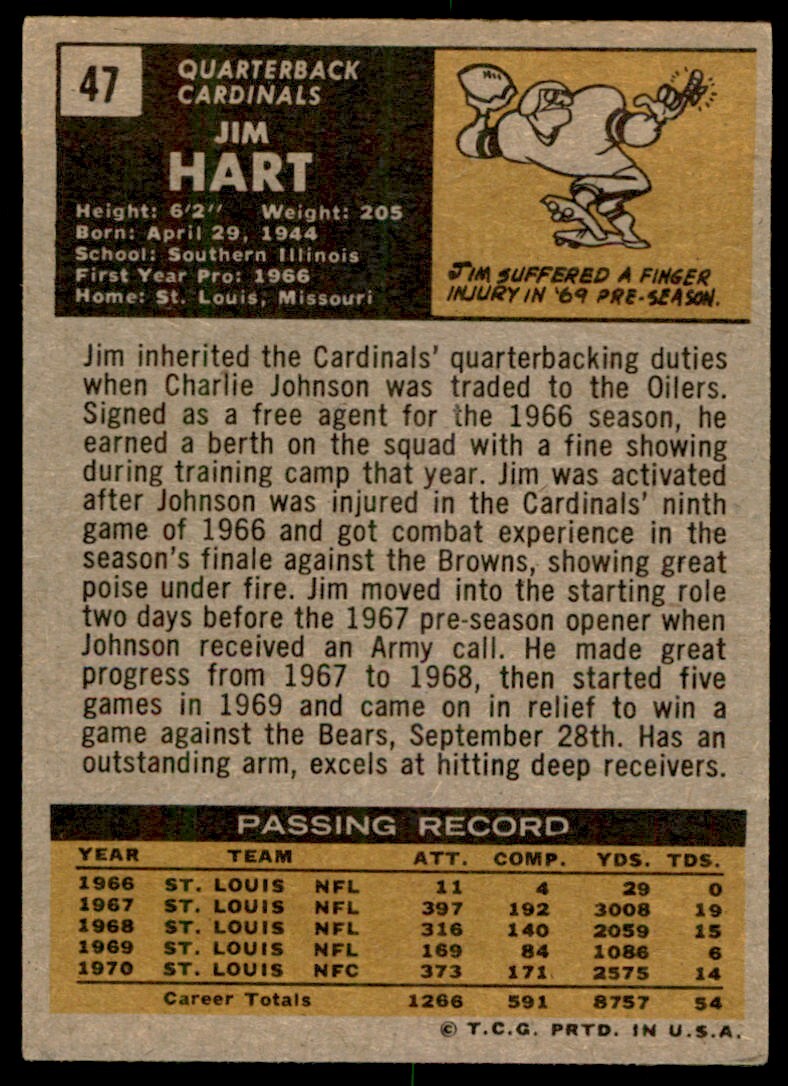 47
QUARTERBACK
CARDINALS
JIM
HART
Height: 6'2" Weight: 205
Born: April 29, 1944
School: Southern Illinois
First Year Pro: 1966
Home: St. Louis, Missouri
JIM SUFFERED A FINGER
INJURY IN '69 PRE-SEASON.
Jim inherited the Cardinals' quarterbacking duties
when Charlie Johnson was traded to the Oilers.
Signed as a free agent for the 1966 season, he
earned a berth on the squad with a fine showing
during training camp that year. Jim was activated
after Johnson was injured in the Cardinals' ninth
game of 1966 and got combat experience in the
season's finale against the Browns, showing great
poise under fire. Jim moved into the starting role
two days before the 1967 pre-season opener when
Johnson received an Army call. He made great
progress from 1967 to 1968, then started five
games in 1969 and came on in relief to win a
game against the Bears, September 28th. Has an
outstanding arm, excels at hitting deep receivers.
PASSING RECORD
YEAR TEAM ATT. COMP. YDS. TDS.
1966 ST. LOUIS NFL 11 4 29 0
1967 ST. LOUIS NFL 397 192 3008 19
1968 ST. LOUIS NFL 316 140 2059 15
1969 ST. LOUIS NFL 169 84 1086 6
1970 ST. LOUIS NFC 373 171 2575 14
Career Totals 1266 591 8757 54
© T.C.G. PRTD. IN U.S.A.